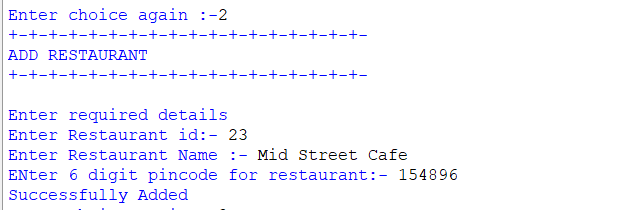 Enter choice again :-2
+-+-+-+-+-+-+-+-+-+-+-+-+-+-+-+-+-+-
ADD RESTAURANT
+-+-+-+-+-+-+-+-+-+-+-+-+-+-+-+-+-+-
Enter required details
Enter Restaurant id:- 23
Enter Restaurant Name :- Mid Street Cafe
ENter 6 digit pincode for restaurant:- 154896
Successfully Added